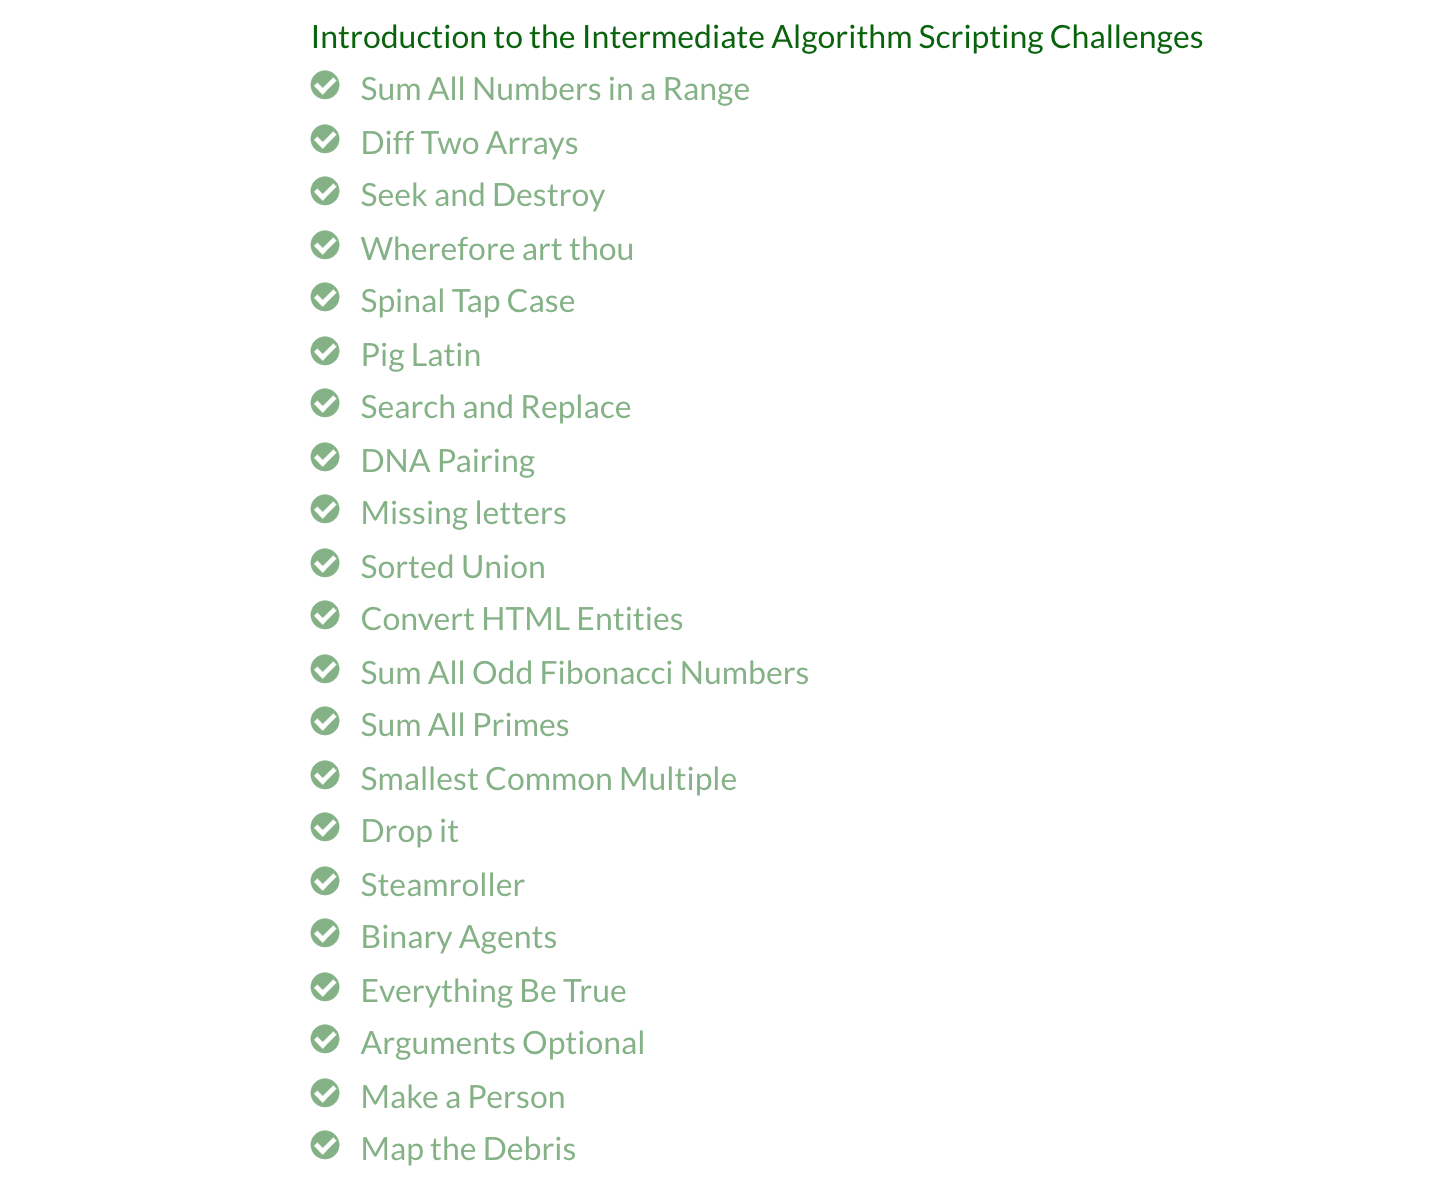 Introduction to the Intermediate Algorithm Scripting Challenges
Sum All Numbers in a Range
Diff Two Arrays
Seek and Destroy
Wherefore art thou
Spinal Tap Case
Pig Latin
Search and Replace
DNA Pairing
Missing letters
Sorted Union
Convert HTML Entities
Sum All Odd Fibonacci Numbers
Sum All Primes
Smallest Common Multiple
Drop it
Steamroller
Binary Agents
Everything Be True
Arguments Optional
Make a Person
Map the Debris